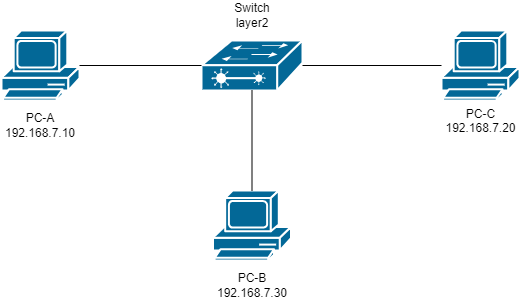 Switch
layer2
PC-A
192.168.7.10
PC-C
192.168.7.20
PC-B
192.168.7.30